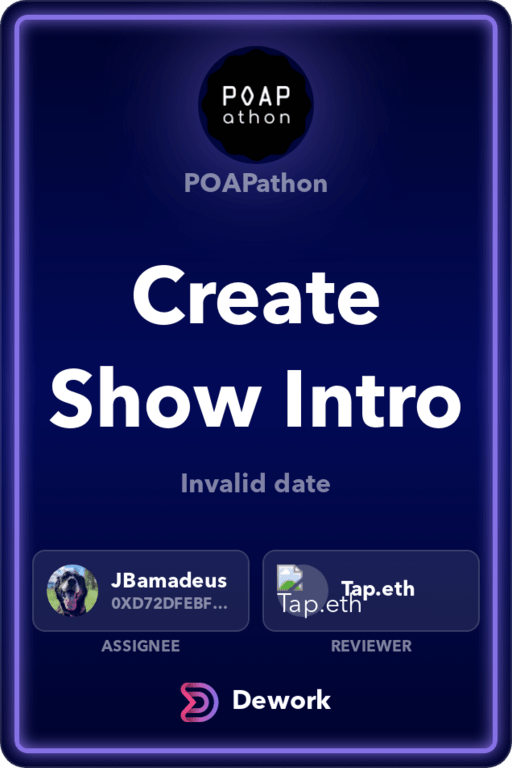 POAP
athon
POAPathon
Create
Show Intro
Invalid date
JBamadeus
0XD72DFEBF...
Tap.eth
Tap.eth
ASSIGNEE
REVIEWER
Dework